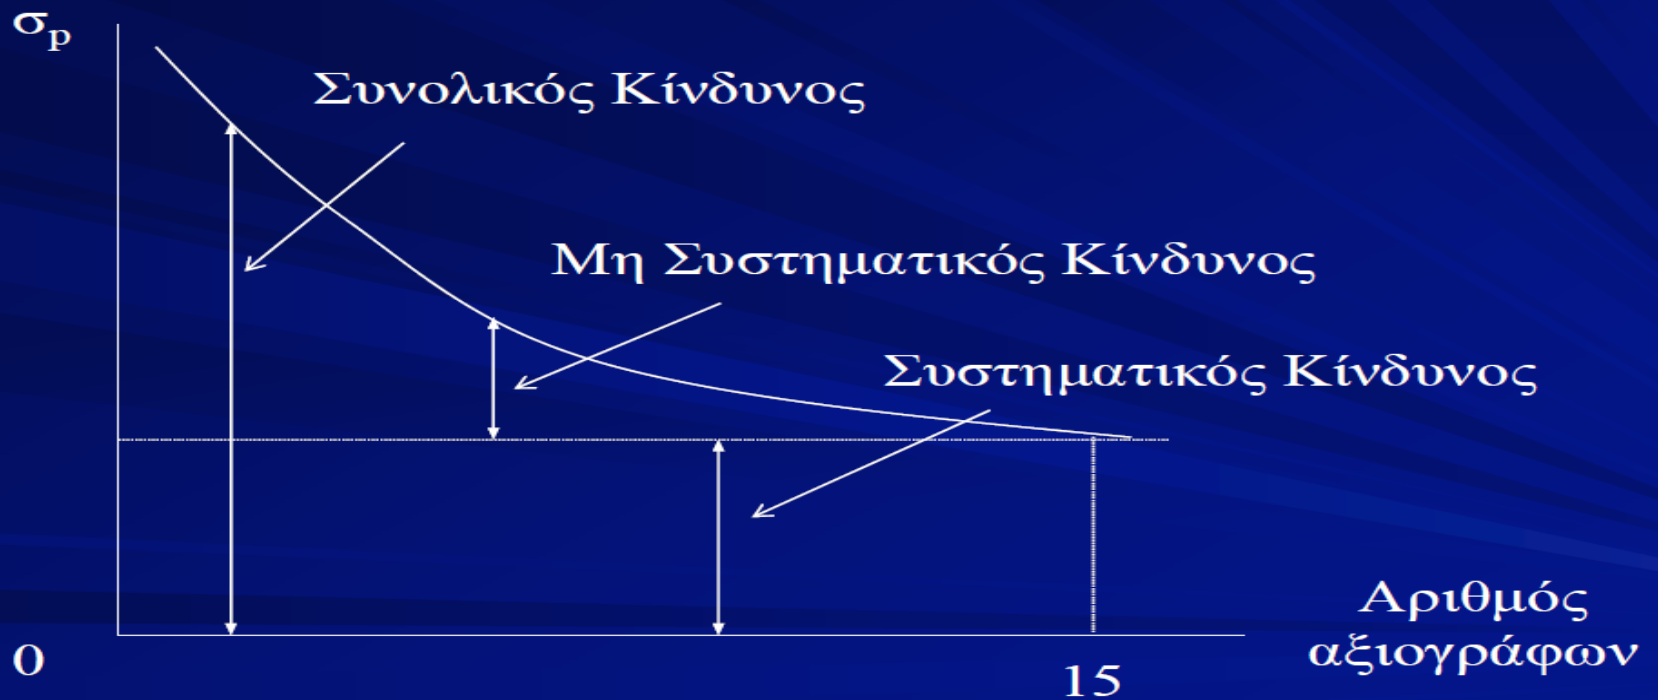 σp
Συνολικός Κίνδυνος
Μη Συστηματικός Κίνδυνος
Συστηματικός Κίνδυνος
Αριθμός
αξιογράφων
0
15